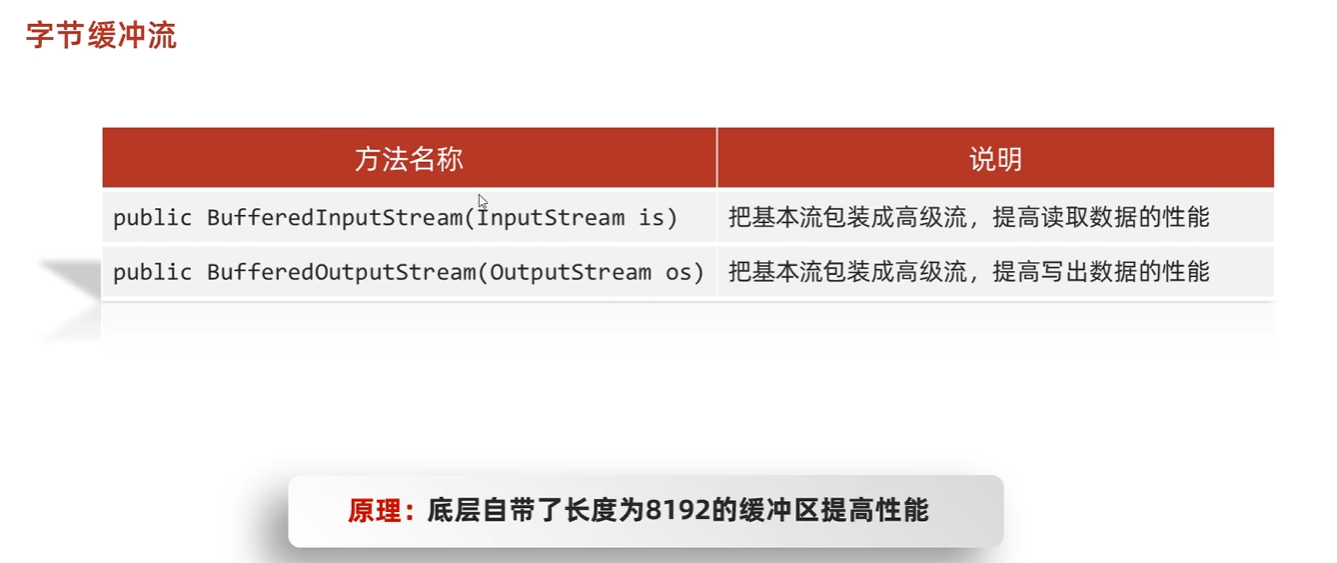 字节缓冲流
方法名称 说明
public BufferedInputStream(InputStream is) 把基本流包装成高级流，提高读取数据的性能
public BufferedOutputStream(OutputStream os) 把基本流包装成高级流，提高写出数据的性能
原理：底层自带了长度为8192的缓冲区提高性能